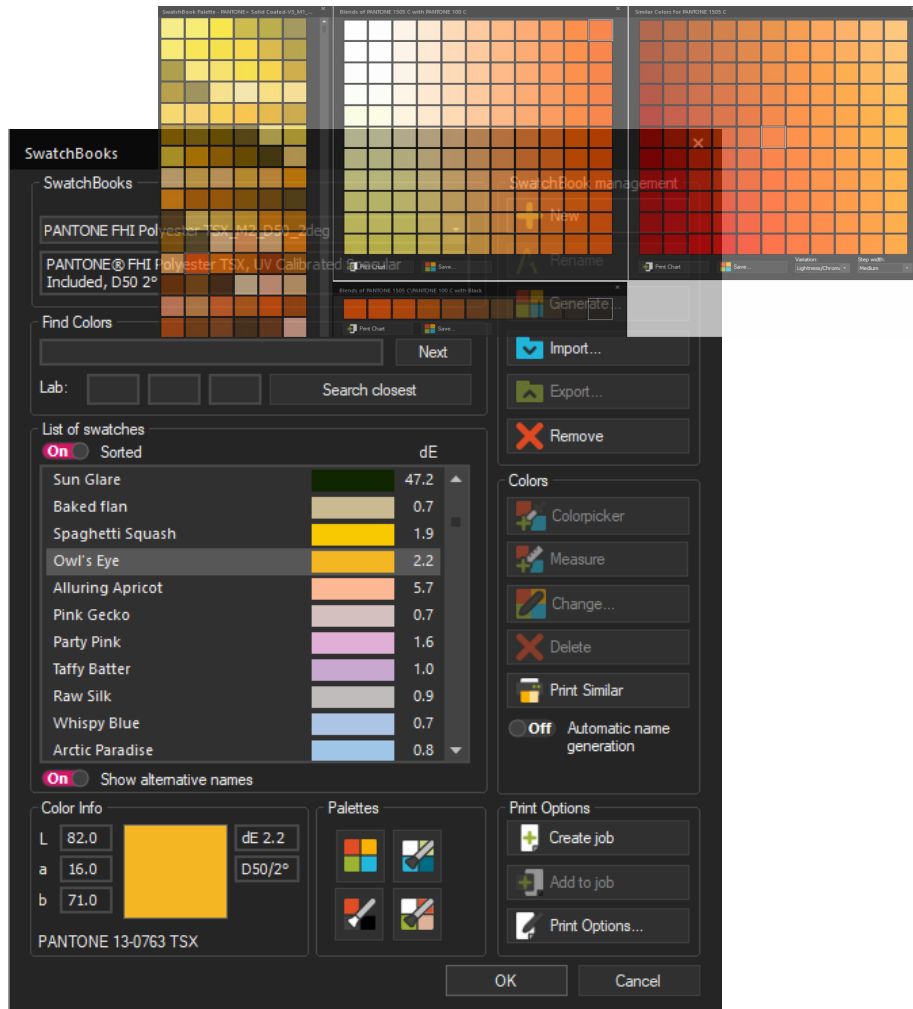 SwatchBook Palette - PANTONE+ Solid Coated-V3_M1_...
Blends of PANTONE 1505 C with PANTONE 100 C
Similar Colors for PANTONE 1505 C
SwatchBooks
SwatchBooks
PANTONE FHI Polyester TSX_M2_D50_2deg
PANTONE® FHI Polyester TSX, UV Calibrated Specular
Included, D50 2°
Print Chart
Save...
Print Chart
Save...
Variation:
Lightness/Chroma
Step width:
Medium
Blends of PANTONE 1505 C\/PANTONE 100 C with Black
Print Chart
Save...
SwatchBook management
New
Rename
Generate...
Import...
Export...
Remove
Find Colors
Next
Lab:
Search closest
List of swatches
On Sorted dE
Sun Glare 47.2
Baked flan 0.7
Spaghetti Squash 1.9
Owl's Eye 2.2
Alluring Apricot 5.7
Pink Gecko 0.7
Party Pink 1.6
Taffy Batter 1.0
Raw Silk 0.9
Whispy Blue 0.7
Arctic Paradise 0.8
On Show alternative names
Colors
Colorpicker
Measure
Change...
Delete
Print Similar
Off Automatic name
generation
Color Info
L 82.0 dE 2.2
a 16.0 D50/2°
b 71.0
PANTONE 13-0763 TSX
Palettes
Print Options
Create job
Add to job
Print Options...
OK
Cancel